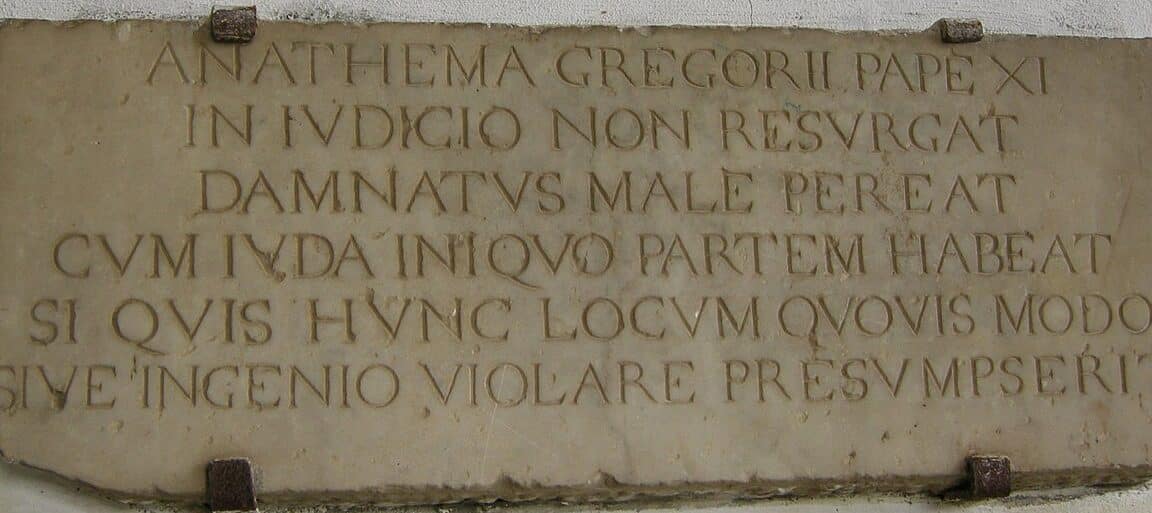 ANATHEMA GREGORII PAPE XI
IN IVDICIO NON RESVRGAT
DAMNATVS MALE PEREAT
CVM IVDA INIQVO PARTEM HABEAT
SI QVIS HVNC LOCVM QVOVIS MODO
SIVE INGENIO VIOLARE PRESVMPSERIT